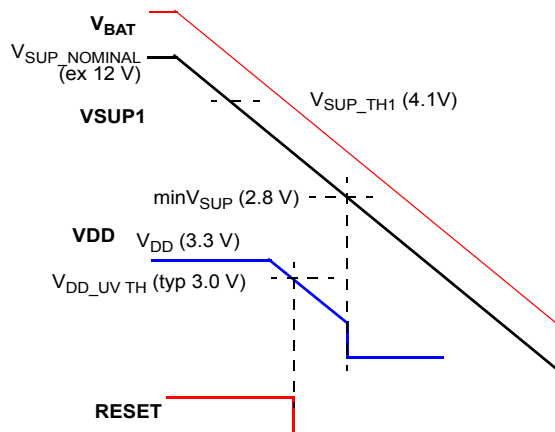 VBAT
VSUP_NOMINAL
(ex 12 V)
VSUP_TH1 (4.1V)
VSUP1
minVSUP (2.8 V)
VDD
VDD (3.3 V)
VDD_UV TH (typ 3.0 V)
RESET